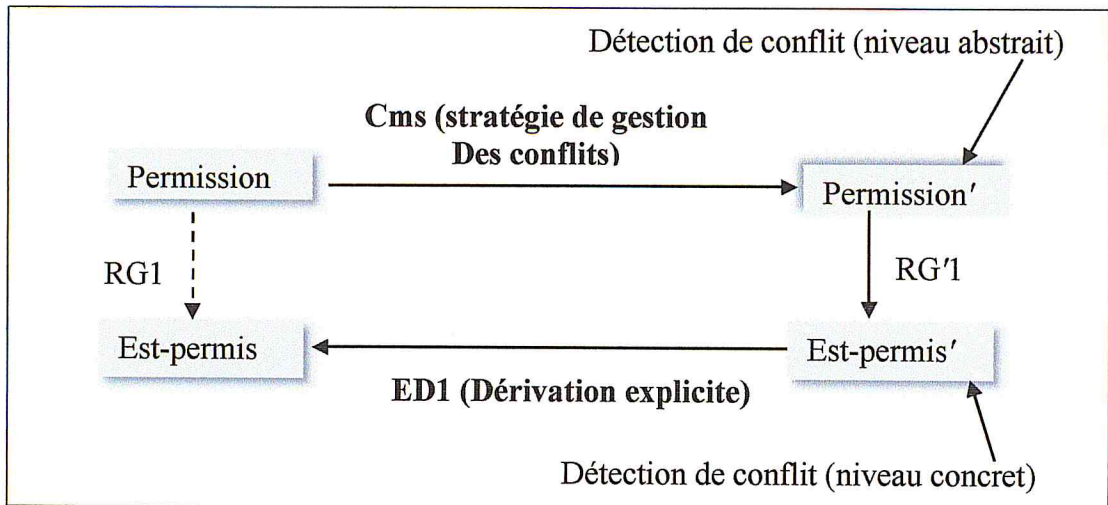 Détection de conflit (niveau abstrait)
Cms (stratégie de gestion
Des conflits)
Permission
Permission′
RG1
RG′1
Est-permis
Est-permis′
ED1 (Dérivation explicite)
Détection de conflit (niveau concret)